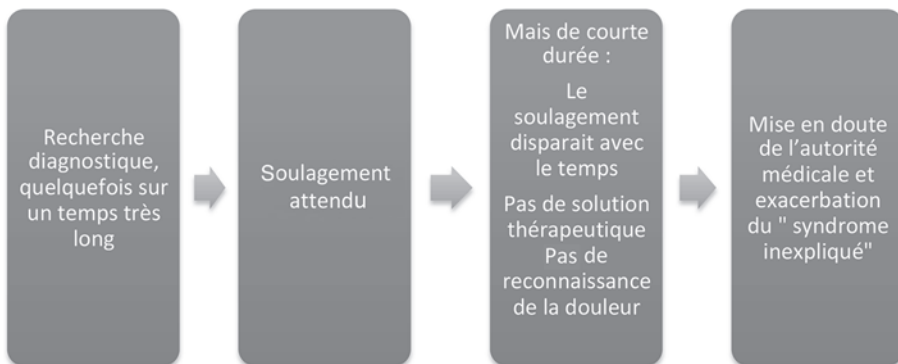 Recherche
diagnostique,
quelquefois sur
un temps très
long
Soulagement
attendu
Mais de courte
durée :
Le
soulagement
disparait avec
le temps
Pas de solution
thérapeutique
Pas de
reconnaissance
de la douleur
Mise en doute
de l'autorité
médicale et
exacerbation
du " syndrome
inexpliqué"